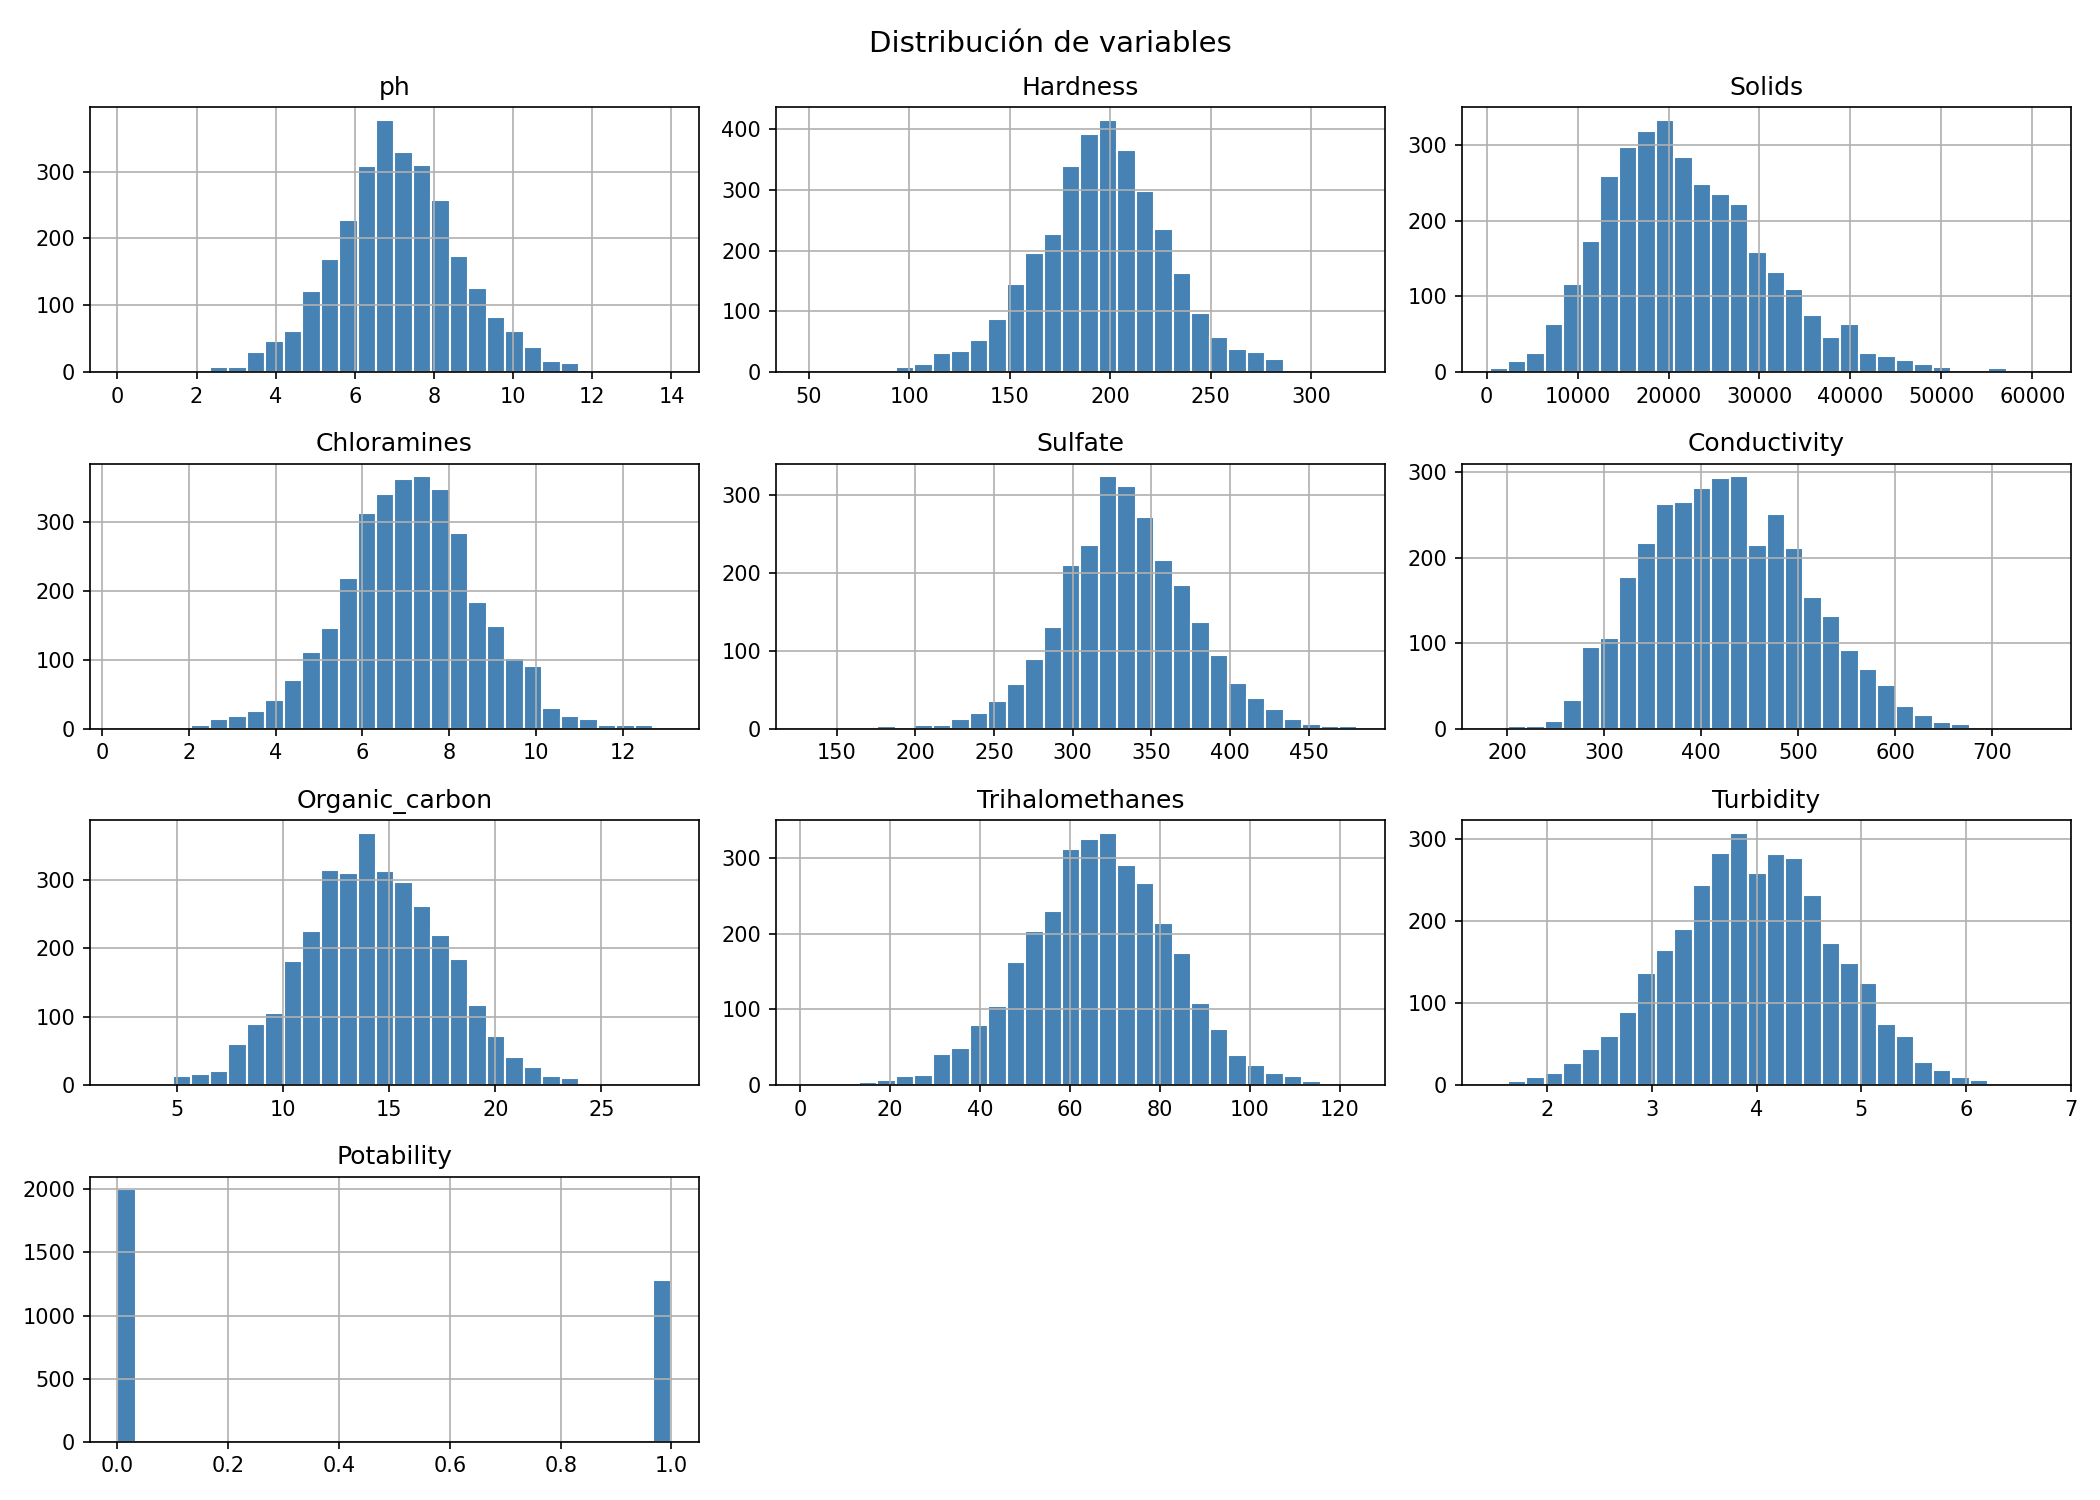 Distribución de variables
ph
Hardness
Solids
300
200
100
0
0 2 4 6 8 10 12 14
400
300
200
100
0
50 100 150 200 250 300
300
200
100
0
0 10000 20000 30000 40000 50000 60000
Chloramines
Sulfate
Conductivity
300
200
100
0
0 2 4 6 8 10 12
300
200
100
0
150 200 250 300 350 400 450
300
200
100
0
200 300 400 500 600 700
Organic_carbon
Trihalomethanes
Turbidity
300
200
100
0
5 10 15 20 25
300
200
100
0
0 20 40 60 80 100 120
300
200
100
0
2 3 4 5 6 7
Potability
2000
1500
1000
500
0
0.0 0.2 0.4 0.6 0.8 1.0